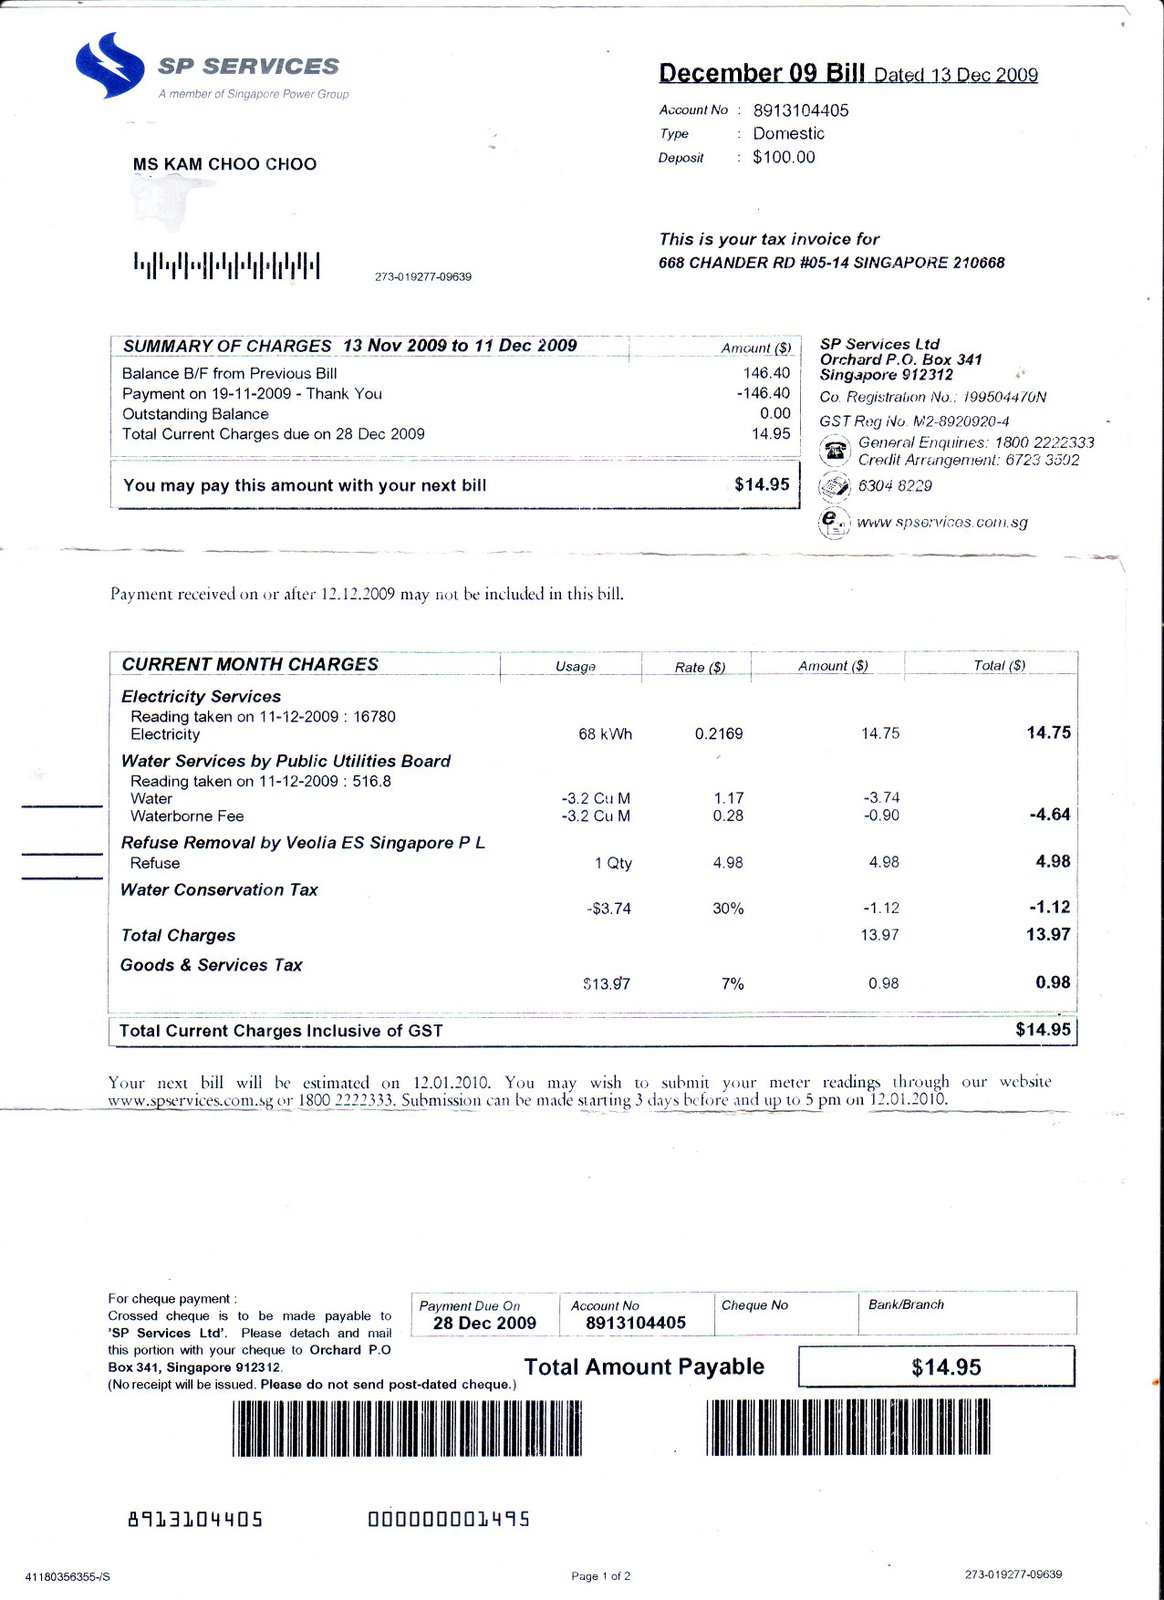 SP SERVICES
A member of Singapore Power Group
December 09 Bill Dated 13 Dec 2009
Account No : 8913104405
Type : Domestic
Deposit : $100.00
MS KAM CHOO CHOO
This is your tax invoice for
668 CHANDER RD #05-14 SINGAPORE 210668
273-019277-09639
SUMMARY OF CHARGES 13 Nov 2009 to 11 Dec 2009 Amount ($)
Balance B/F from Previous Bill 146.40
Payment on 19-11-2009 - Thank You -146.40
Outstanding Balance 0.00
Total Current Charges due on 28 Dec 2009 14.95
You may pay this amount with your next bill $14.95
SP Services Ltd
Orchard P.O. Box 341
Singapore 912312
Co. Registration No.: 199504470N
GST Reg No. M2-8920920-4
General Enquiries: 1800 2222333
Credit Arrangement: 6723 3502
6304 8229
www.spservices.com.sg
Payment received on or after 12.12.2009 may not be included in this bill.
CURRENT MONTH CHARGES Usage Rate ($) Amount ($) Total ($)
Electricity Services
Reading taken on 11-12-2009 : 16780
Electricity 68 kWh 0.2169 14.75 14.75
Water Services by Public Utilities Board
Reading taken on 11-12-2009 : 516.8
Water -3.2 Cu M 1.17 -3.74
Waterborne Fee -3.2 Cu M 0.28 -0.90 -4.64
Refuse Removal by Veolia ES Singapore P L
Refuse 1 Qty 4.98 4.98 4.98
Water Conservation Tax
-$3.74 30% -1.12 -1.12
Total Charges 13.97 13.97
Goods & Services Tax
$13.97 7% 0.98 0.98
Total Current Charges Inclusive of GST $14.95
Your next bill will be estimated on 12.01.2010. You may wish to submit your meter readings through our website
www.spservices.com.sg or 1800 2222333. Submission can be made starting 3 days before and up to 5 pm on 12.01.2010.
For cheque payment :
Crossed cheque is to be made payable to
'SP Services Ltd'. Please detach and mail
this portion with your cheque to Orchard P.O
Box 341, Singapore 912312.
(No receipt will be issued. Please do not send post-dated cheque.)
Payment Due On Account No Cheque No Bank/Branch
28 Dec 2009 8913104405
Total Amount Payable $14.95
8913104405 000000001495
41180356355-/S Page 1 of 2 273-019277-09639